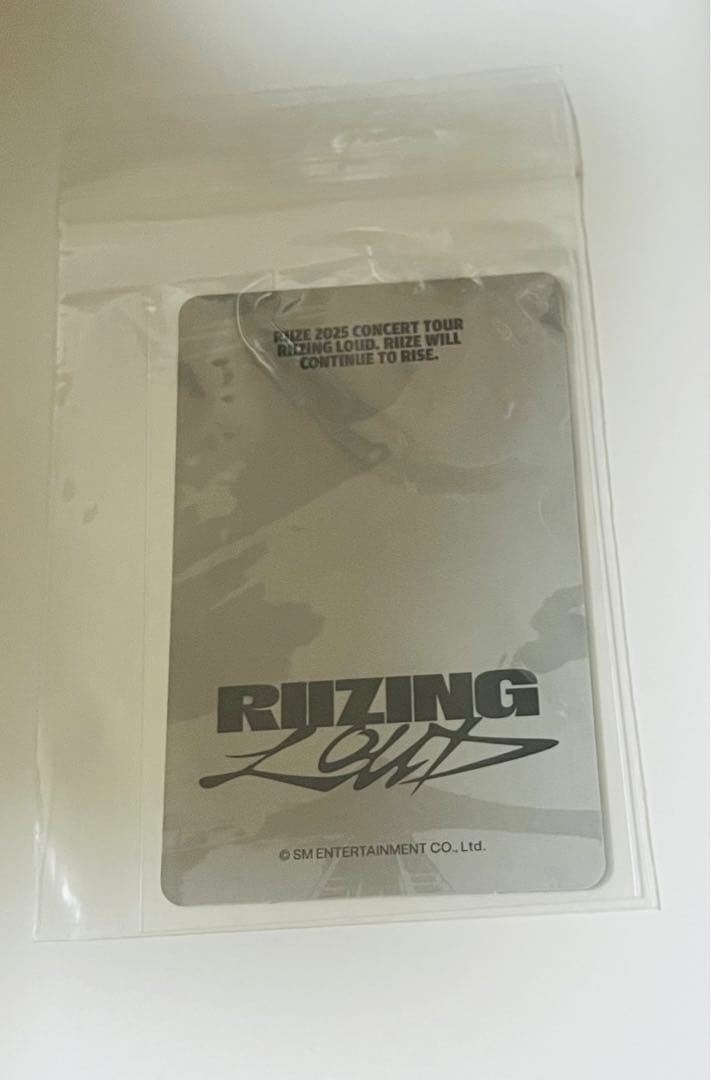 RIIZE 2025 CONCERT TOUR
RIIZING LOUD. RIIZE WILL
CONTINUE TO RISE.
RIIZING
LOUD
© SM ENTERTAINMENT CO., Ltd.